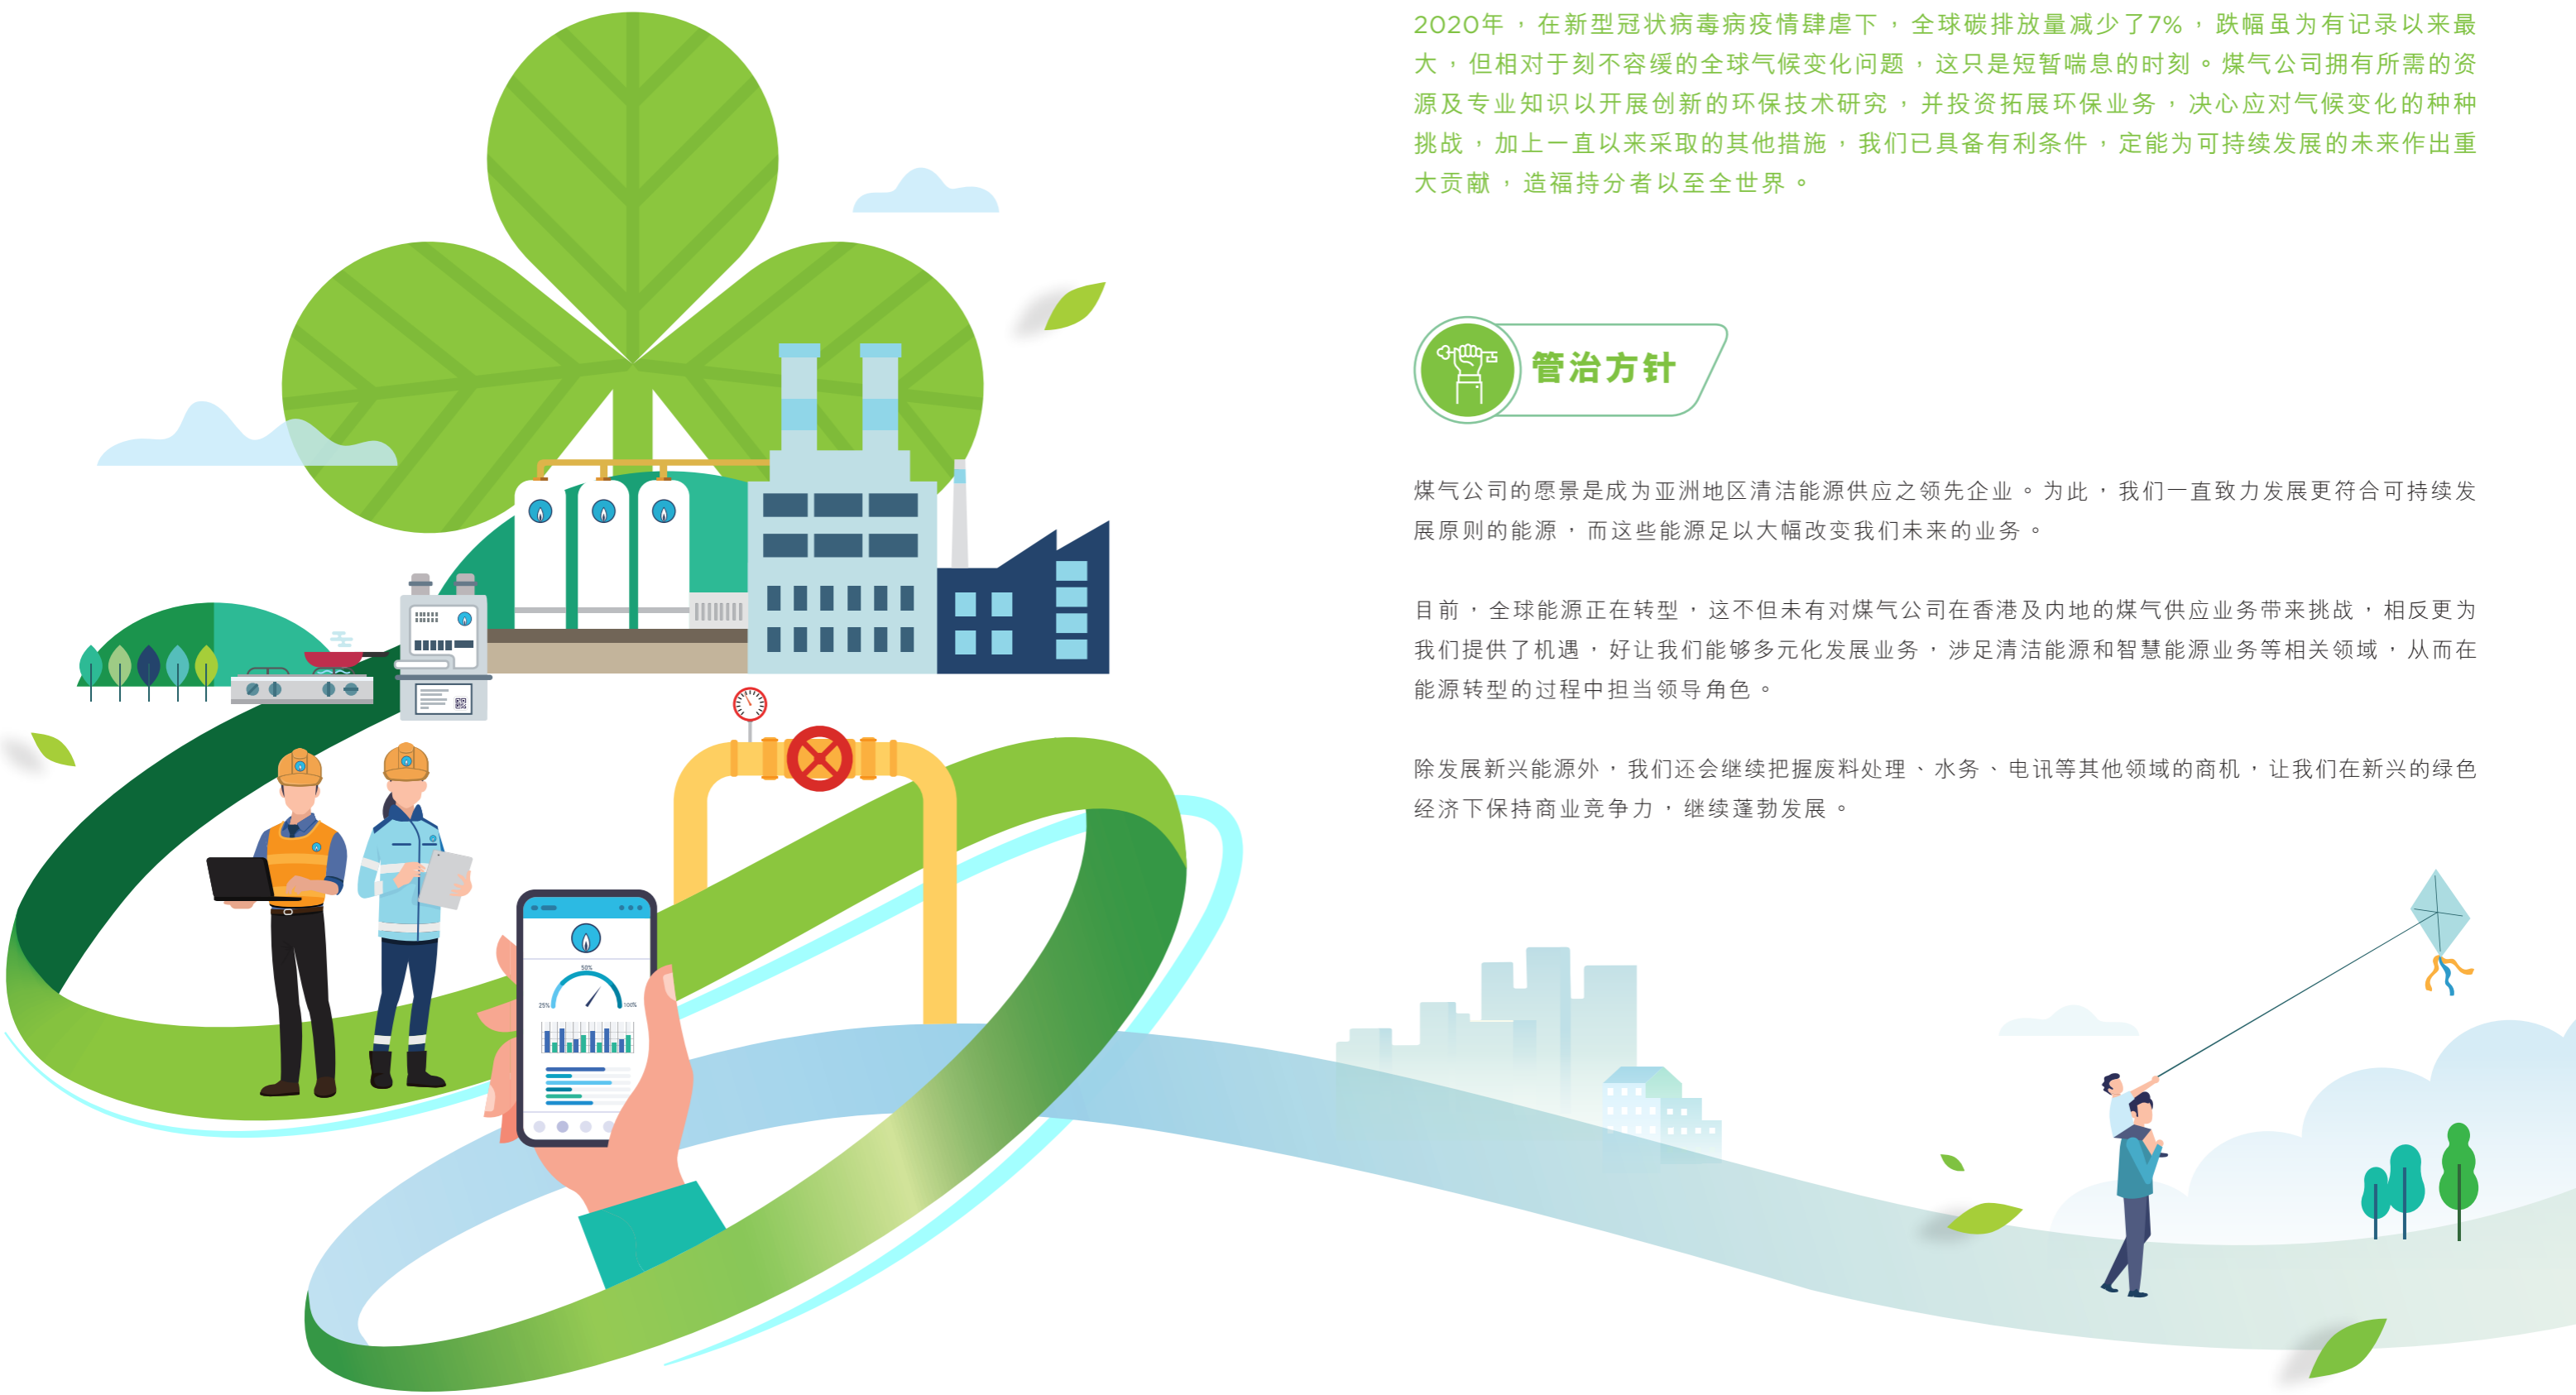 2020年，在新型冠状病毒病疫情肆虐下，全球碳排放量减少了7%，跌幅虽为有记录以来最
大，但相对于刻不容缓的全球气候变化问题，这只是短暂喘息的时刻。煤气公司拥有所需的资
源及专业知识以开展创新的环保技术研究，并投资拓展环保业务，决心应对气候变化的种种
挑战，加上一直以来采取的其他措施，我们已具备有利条件，定能为可持续发展的未来作出重
大贡献，造福持分者以至全世界。
管治方针
煤气公司的愿景是成为亚洲地区清洁能源供应之领先企业。为此，我们一直致力发展更符合可持续发
展原则的能源，而这些能源足以大幅改变我们未来的业务。
目前，全球能源正在转型，这不但未有对煤气公司在香港及内地的煤气供应业务带来挑战，相反更为
我们提供了机遇，好让我们能够多元化发展业务，涉足清洁能源和智慧能源业务等相关领域，从而在
能源转型的过程中担当领导角色。
除发展新兴能源外，我们还会继续把握废料处理、水务、电讯等其他领域的商机，让我们在新兴的绿色
经济下保持商业竞争力，继续蓬勃发展。
50%
25%
100%